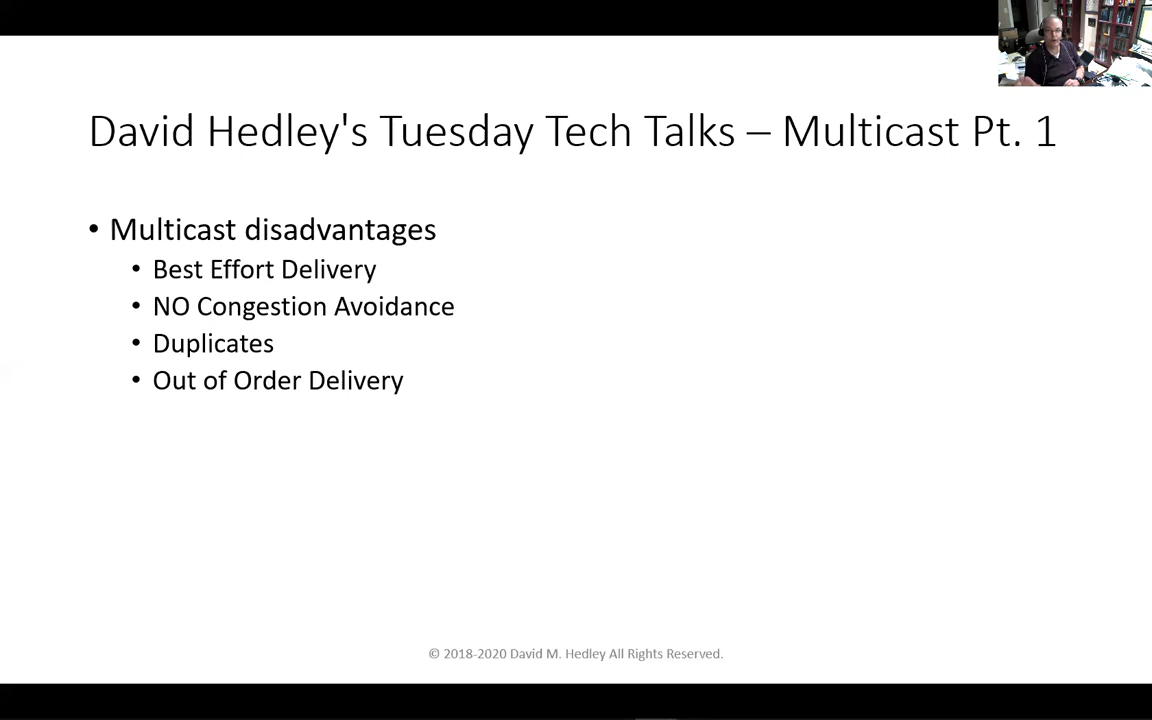 David Hedley's Tuesday Tech Talks – Multicast Pt. 1
• Multicast disadvantages
• Best Effort Delivery
• NO Congestion Avoidance
• Duplicates
• Out of Order Delivery
© 2018-2020 David M. Hedley All Rights Reserved.